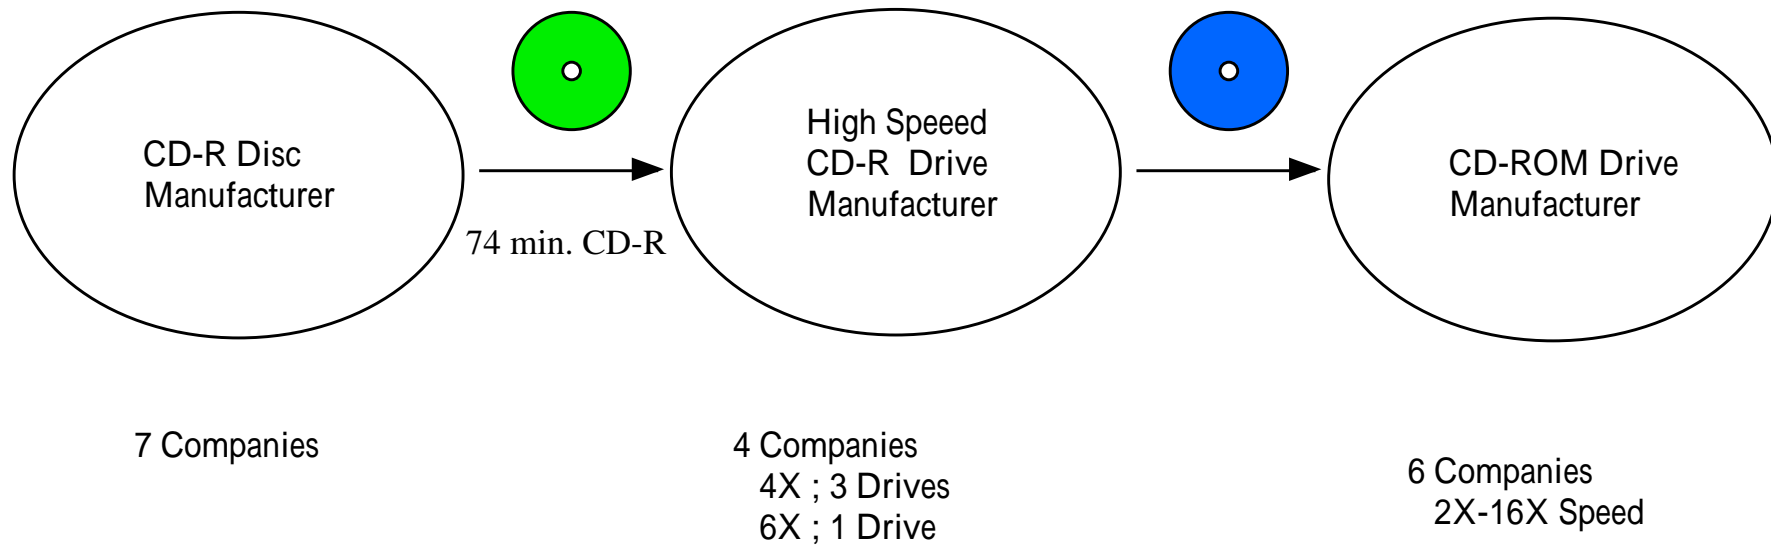 CD-R Disc
Manufacturer
74 min. CD-R
High Speeed
CD-R Drive
Manufacturer
CD-ROM Drive
Manufacturer
7 Companies
4 Companies
4X ; 3 Drives
6X ; 1 Drive
6 Companies
2X-16X Speed